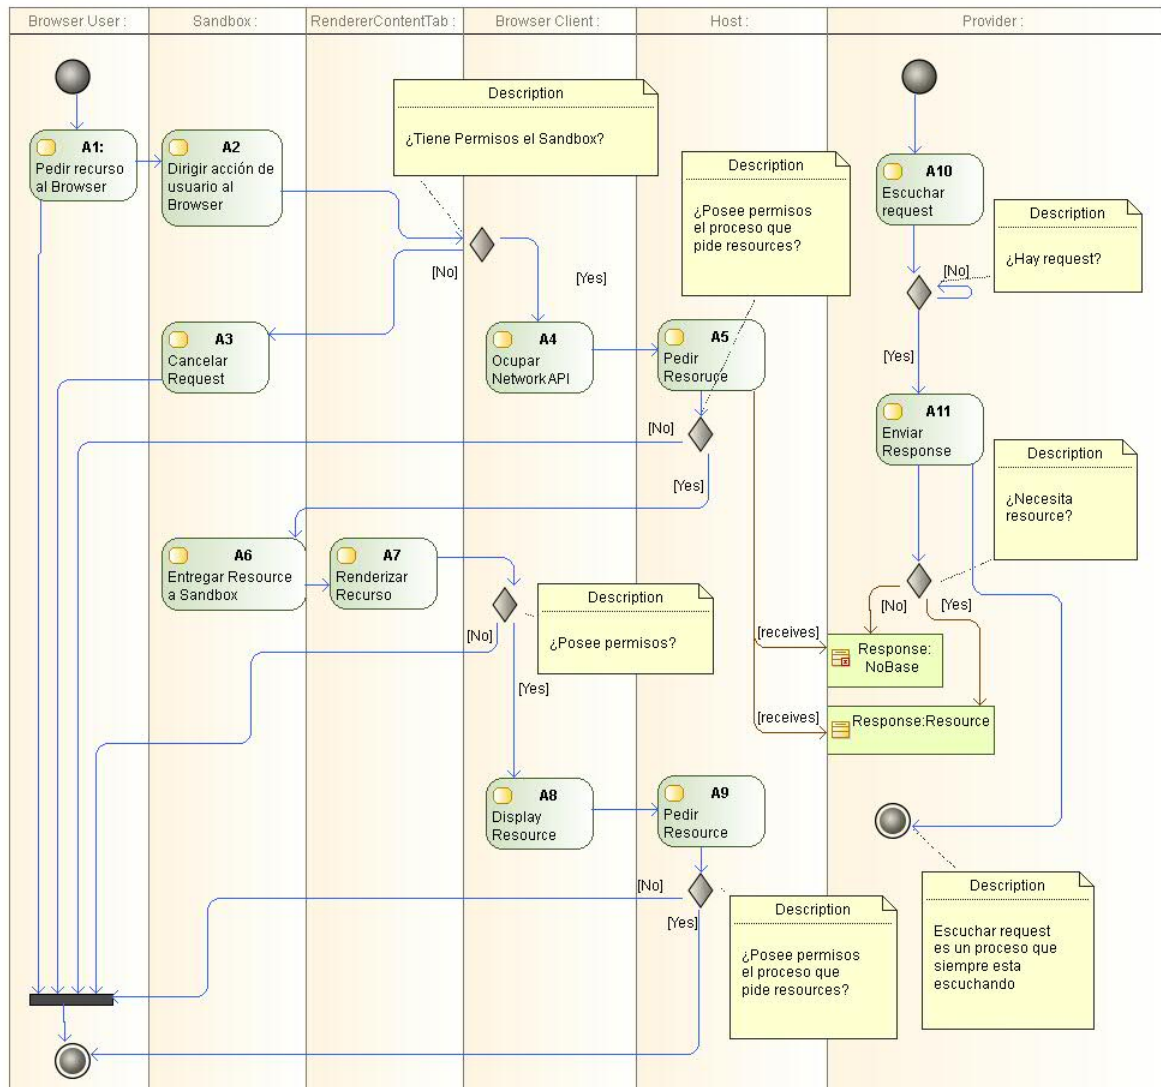 Browser User :
Sandbox :
RendererContentTab :
Browser Client :
Host :
Provider :
Description
¿Tiene Permisos el Sandbox?
A1:
Pedir recurso
al Browser
A2
Dirigir acción de
usuario al
Browser
Description
¿Posee permisos
el proceso que
pide resources?
A10
Escuchar
request
Description
¿Hay request?
[No]
[No]
[Yes]
A3
Cancelar
Request
A4
Ocupar
Network API
A5
Pedir
Resoruce
[Yes]
A11
Enviar
Response
[No]
[Yes]
Description
¿Necesita
resource?
A6
Entregar Resource
a Sandbox
A7
Renderizar
Recurso
Description
¿Posee permisos?
[No]
[Yes]
[No]
[Yes]
[receives]
Response:
NoBase
[receives]
Response:Resource
A8
Display
Resource
A9
Pedir
Resource
[No]
[Yes]
Description
¿Posee permisos
el proceso que
pide resources?
Description
Escuchar request
es un proceso que
siempre esta
escuchando